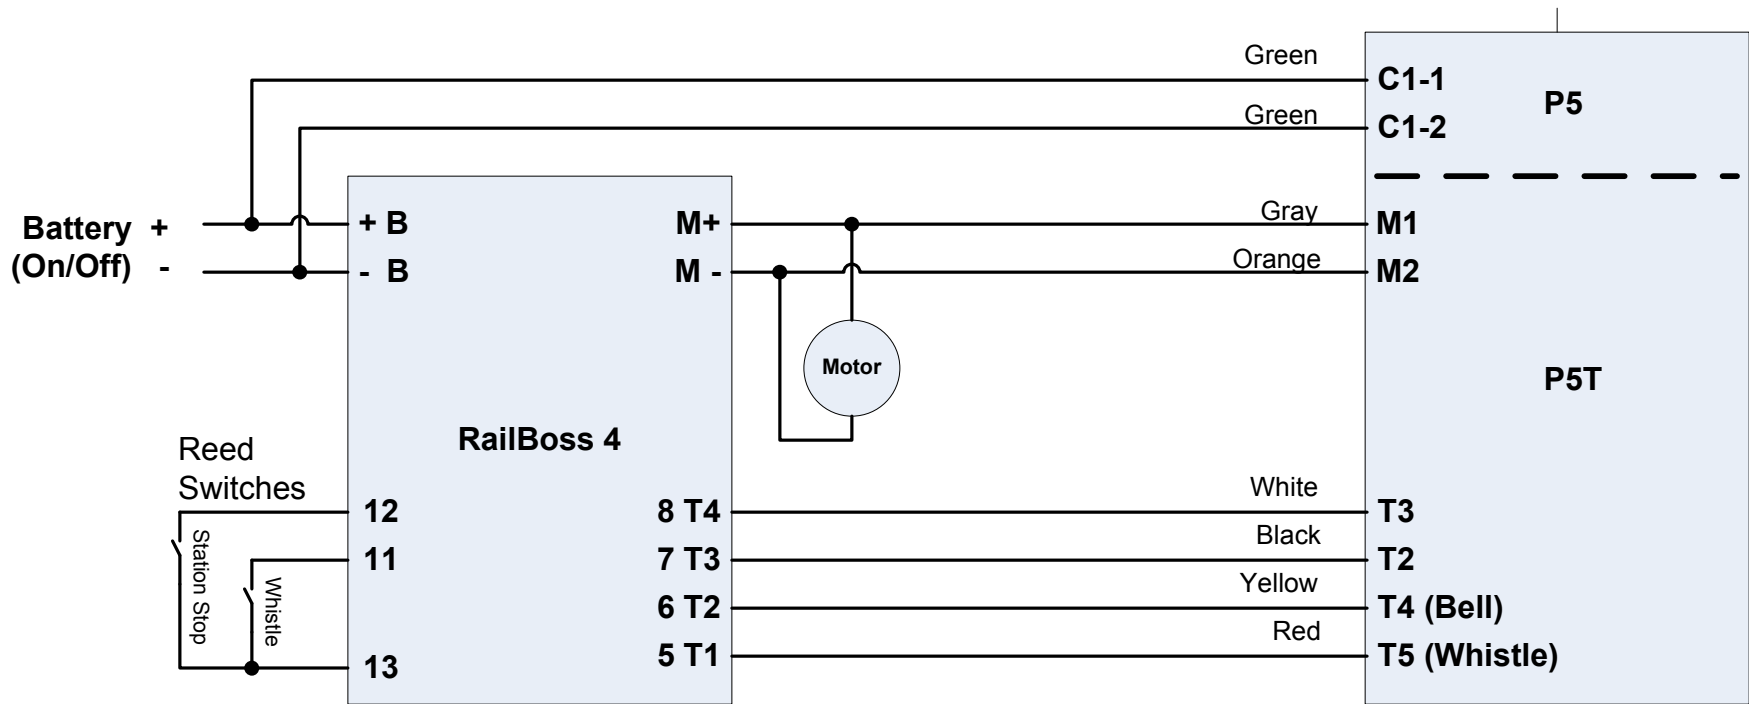 Green
C1-1
P5
Green
C1-2
Battery +
(On/Off) -
+ B
- B
M+
M -
Gray
M1
Orange
M2
Motor
P5T
RailBoss 4
Reed
Switches
12
11
13
Station Stop
Whistle
8 T4
White
T3
7 T3
Black
T2
6 T2
Yellow
T4 (Bell)
5 T1
Red
T5 (Whistle)